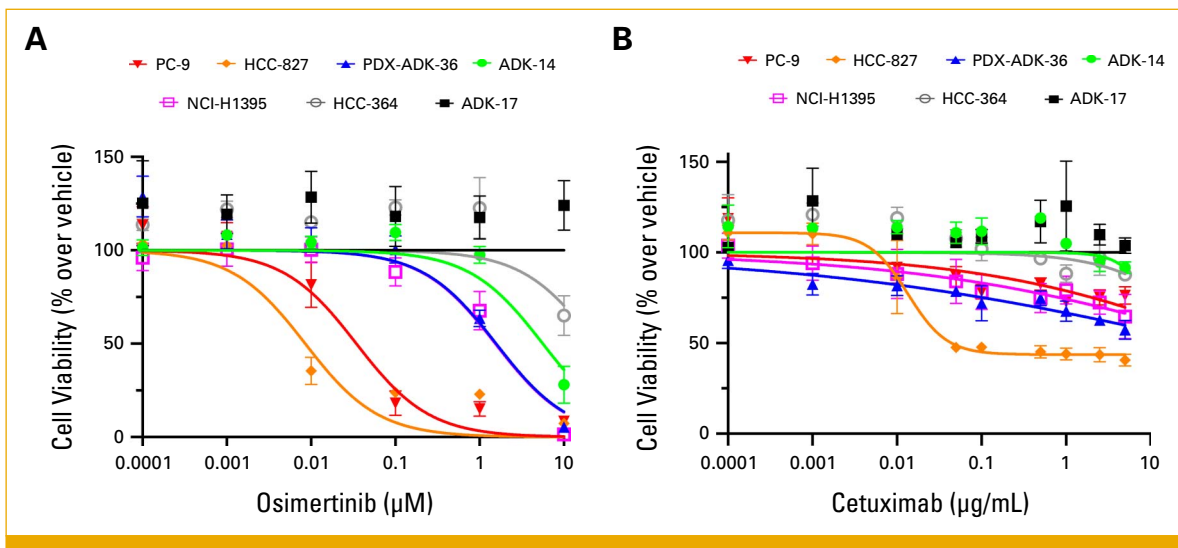 A
PC-9 HCC-827 PDX-ADK-36 ADK-14
NCI-H1395 HCC-364 ADK-17
Cell Viability (% over vehicle)
150
100
50
0
0.0001 0.001 0.01 0.1 1 10
Osimertinib (µM)
B
PC-9 HCC-827 PDX-ADK-36 ADK-14
NCI-H1395 HCC-364 ADK-17
Cell Viability (% over vehicle)
150
100
50
0
0.0001 0.001 0.01 0.1 1 10
Cetuximab (µg/mL)